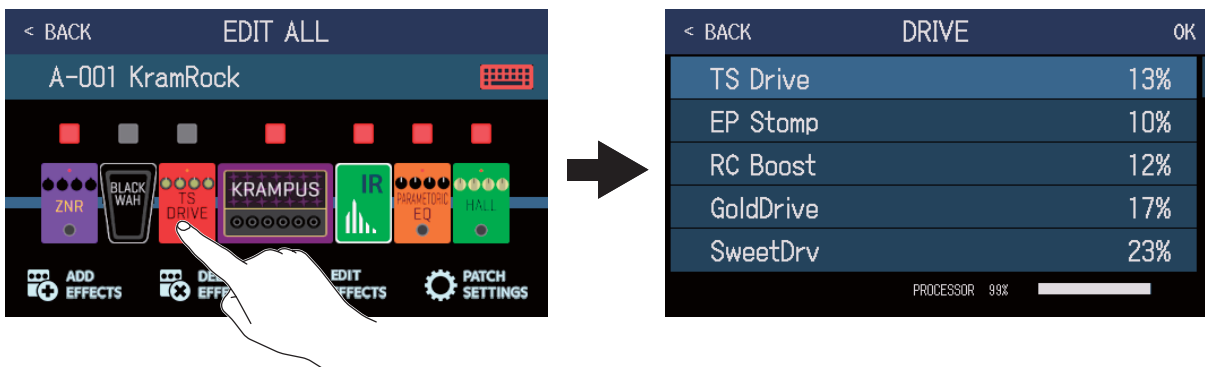 < BACK EDIT ALL
A-001 KramRock
ZNR
BLACK
WAH
TS
DRIVE
KRAMPUS
IR
PARAMETORIC
EQ
HALL
ADD
EFFECTS
EDIT
PATCH
SETTINGS
< BACK DRIVE OK
TS Drive 13%
EP Stomp 10%
RC Boost 12%
GoldDrive 17%
SweetDrv 23%
PROCESSOR 99%